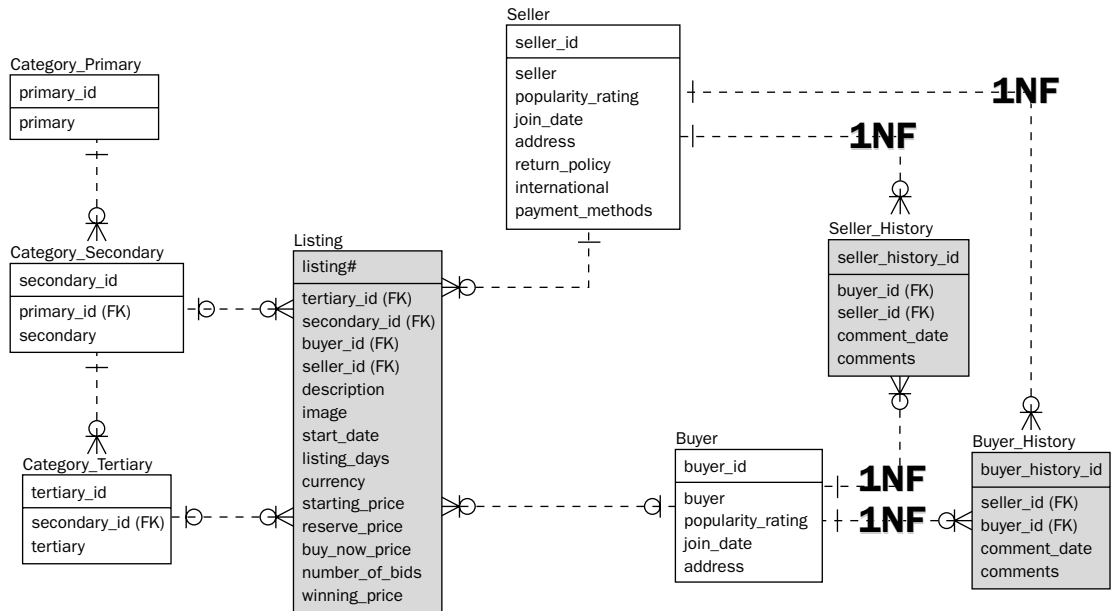 Seller
seller_id
seller
popularity_rating
join_date
address
return_policy
international
payment_methods
Category_Primary
primary_id
primary
1NF
1NF
Seller_History
seller_history_id
buyer_id (FK)
seller_id (FK)
comment_date
comments
Category_Secondary
secondary_id
primary_id (FK)
secondary
Listing
listing#
tertiary_id (FK)
secondary_id (FK)
buyer_id (FK)
seller_id (FK)
description
image
start_date
listing_days
currency
starting_price
reserve_price
buy_now_price
number_of_bids
winning_price
Category_Tertiary
tertiary_id
secondary_id (FK)
tertiary
Buyer
buyer_id
buyer
popularity_rating
join_date
address
1NF
1NF
Buyer_History
buyer_history_id
seller_id (FK)
buyer_id (FK)
comment_date
comments